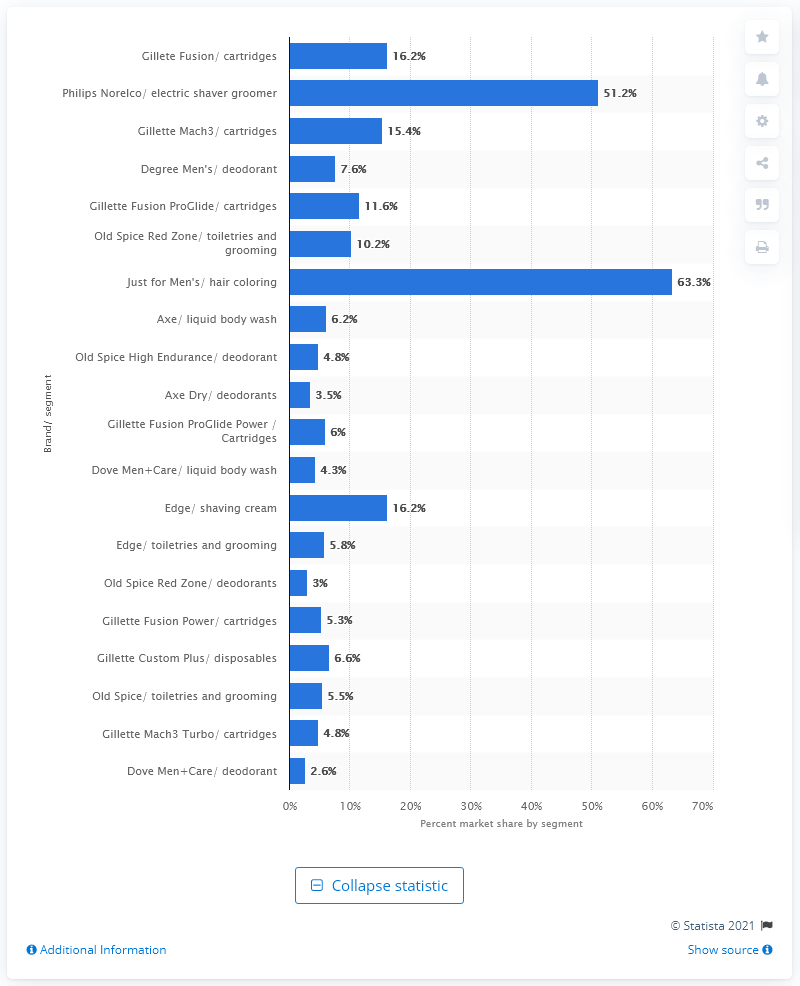 Gillete Fusion/ cartridges
16.2%
Philips Norelco/ electric shaver groomer
51.2%
Gillette Mach3/ cartridges
15.4%
Degree Men's/ deodorant
7.6%
Gillette Fusion ProGlide/ cartridges
11.6%
Old Spice Red Zone/ toiletries and
grooming
10.2%
Just for Men's/ hair coloring
63.3%
Axe/ liquid body wash
6.2%
Old Spice High Endurance/ deodorant
4.8%
Axe Dry/ deodorants
3.5%
Gillette Fusion ProGlide Power /
Cartridges
6%
Dove Men+Care/ liquid body wash
4.3%
Edge/ shaving cream
16.2%
Edge/ toiletries and grooming
5.8%
Old Spice Red Zone/ deodorants
3%
Gillette Fusion Power/ cartridges
5.3%
Gillette Custom Plus/ disposables
6.6%
Old Spice/ toiletries and grooming
5.5%
Gillette Mach3 Turbo/ cartridges
4.8%
Dove Men+Care/ deodorant
2.6%
Brand/ segment
0% 10% 20% 30% 40% 50% 60% 70%
Percent market share by segment
Collapse statistic
© Statista 2021
Additional Information
Show source